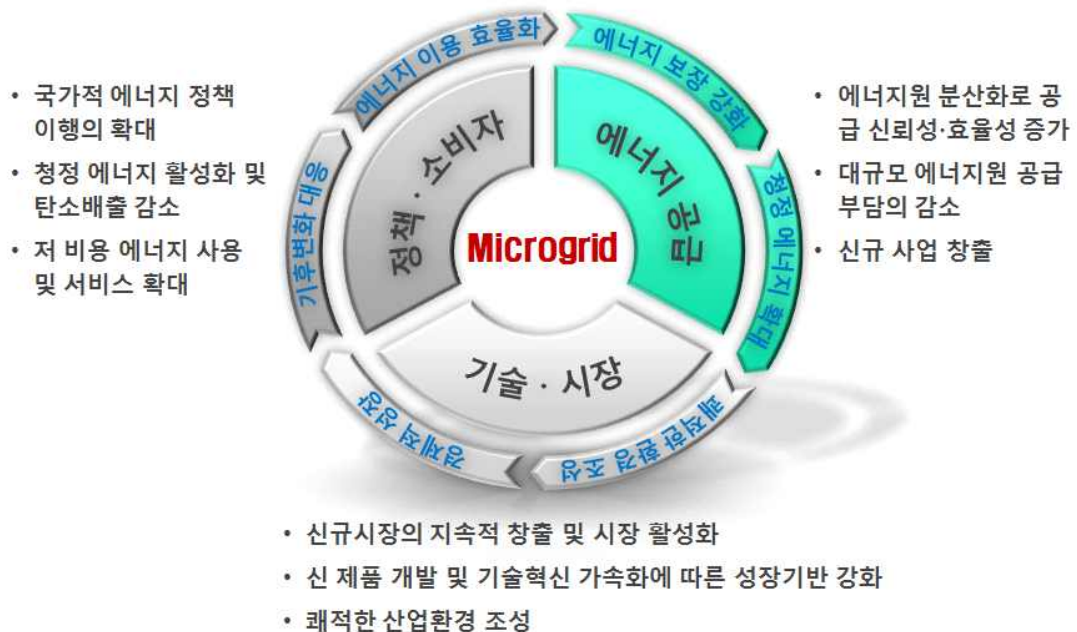 에너지 이용 효율화
에너지 보장 강화
청정 에너지 확대
쾌적한 환경 조성
경제적 성장
기후변화 대응
정책 · 소비자
에너지 공급
기술 · 시장
Microgrid
• 국가적 에너지 정책
이행의 확대
• 청정 에너지 활성화 및
탄소배출 감소
• 저 비용 에너지 사용
및 서비스 확대
• 에너지원 분산화로 공
급 신뢰성·효율성 증가
• 대규모 에너지원 공급
부담의 감소
• 신규 사업 창출
• 신규시장의 지속적 창출 및 시장 활성화
• 신 제품 개발 및 기술혁신 가속화에 따른 성장기반 강화
• 쾌적한 산업환경 조성